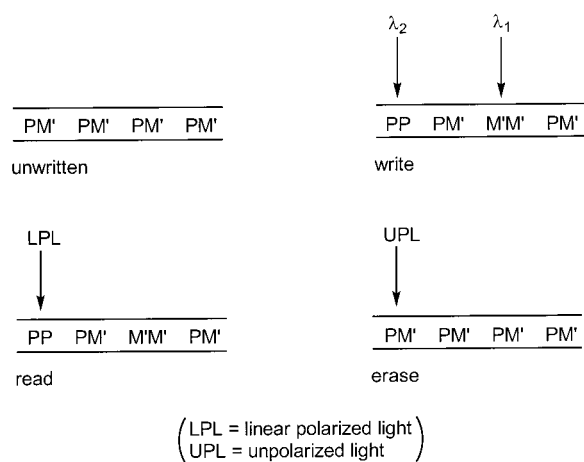 λ2 λ1
PM' PM' PM' PM'
unwritten
PP PM' M'M' PM'
write
LPL
PP PM' M'M' PM'
read
UPL
PM' PM' PM' PM'
erase
(LPL = linear polarized light
UPL = unpolarized light)